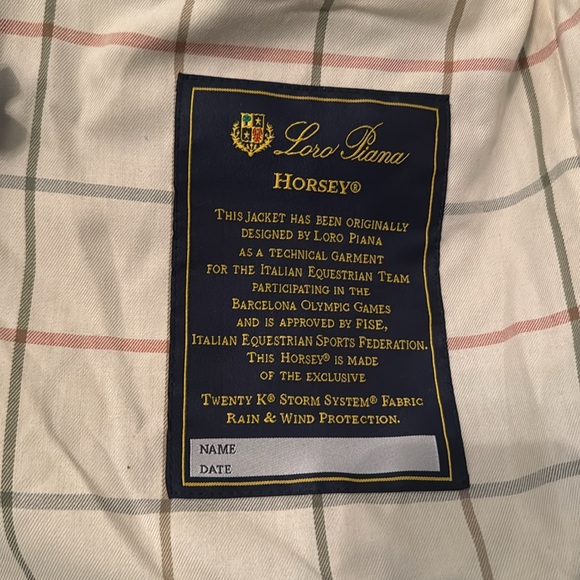 Loro Piana
HORSEY®
THIS JACKET HAS BEEN ORIGINALLY
DESIGNED BY LORO PIANA
AS A TECHNICAL GARMENT
FOR THE ITALIAN EQUESTRIAN TEAM
PARTICIPATING IN THE
BARCELONA OLYMPIC GAMES
AND IS APPROVED BY FISE,
ITALIAN EQUESTRIAN SPORTS FEDERATION.
THIS HORSEY® IS MADE
OF THE EXCLUSIVE
TWENTY K® STORM SYSTEM® FABRIC
RAIN & WIND PROTECTION.
NAME
DATE